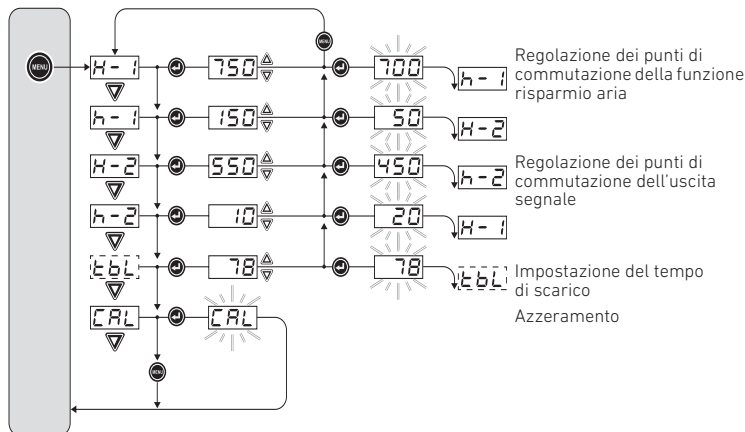 MENU
MENU H-1 750 700 h-1 Regolazione dei punti di
commutazione della funzione
risparmio aria
h-1 150 50 H-2
H-2 550 450 h-2 Regolazione dei punti di
commutazione dell'uscita
segnale
h-2 10 20 H-1
tbL 78 78 tbL Impostazione del tempo
di scarico
CAL CAL Azzeramento
MENU